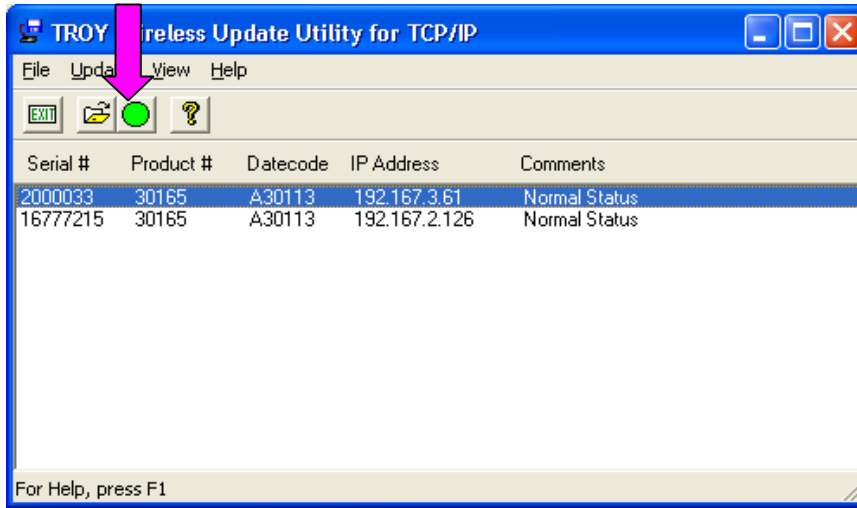 TROY ireless Update Utility for TCP/IP
File Upda View Help
EXIT ?
Serial # Product # Datecode IP Address Comments
2000033 30165 A30113 192.167.3.61 Normal Status
16777215 30165 A30113 192.167.2.126 Normal Status
For Help, press F1